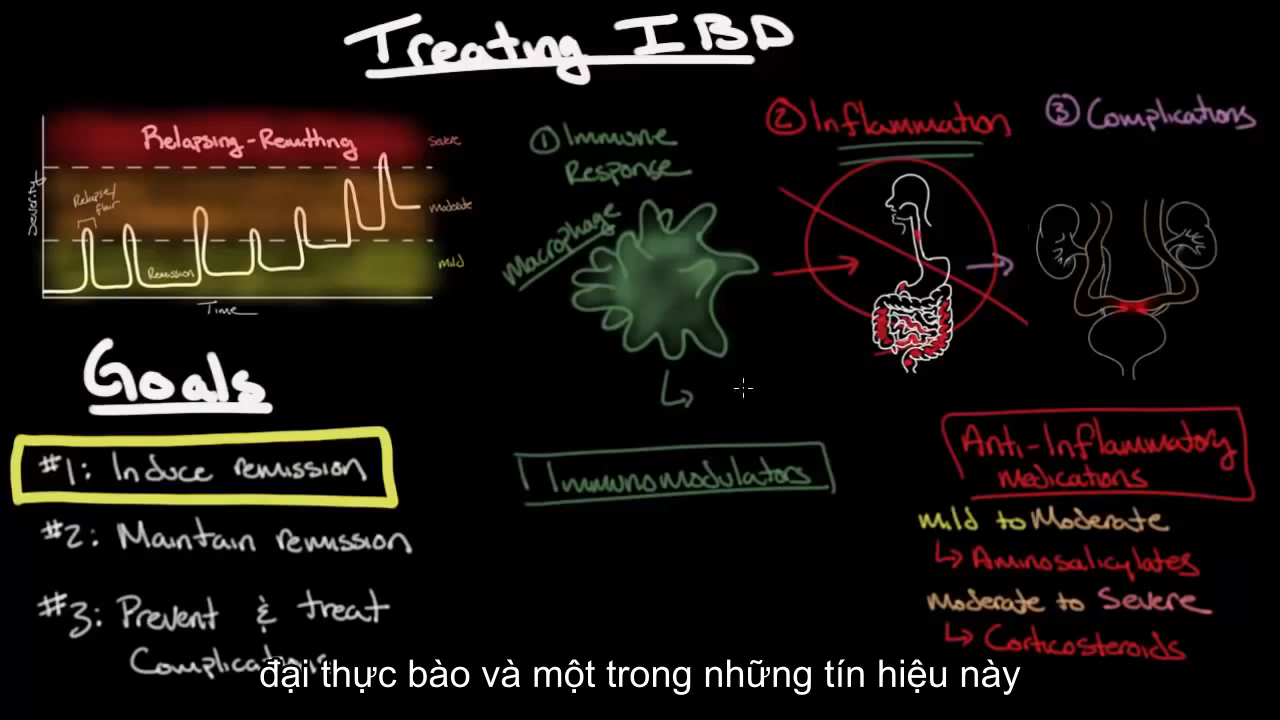 Treating IBD
Relapsing-Remitting
Severe
Moderate
Mild
Severity
Relapse/
flair
Remission
Time
① Immune
Response
Macrophage
② Inflammation
③ Complications
Goals
#1: Induce remission
#2: Maintain remission
#3: Prevent & treat
Complications
Immunomodulators
Anti-Inflammatory
medications
mild to Moderate
↳ Aminosalicylates
moderate to Severe
↳ Corticosteroids
đại thực bào và một trong những tín hiệu này